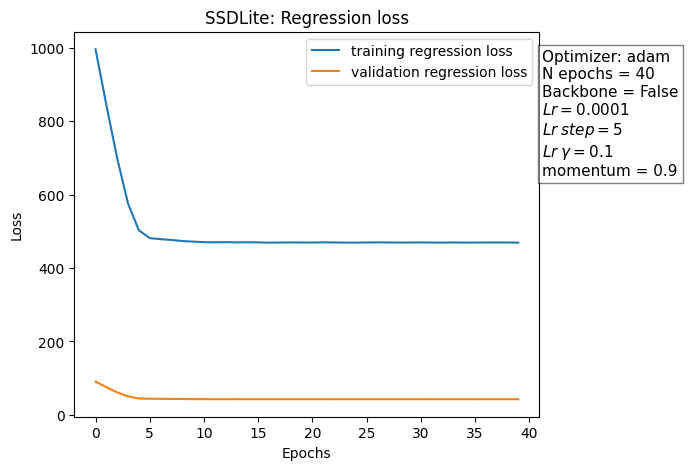 SSDLite: Regression loss
training regression loss
validation regression loss
Optimizer: adam
N epochs = 40
Backbone = False
Lr = 0.0001
Lr step = 5
Lr γ = 0.1
momentum = 0.9
Loss
1000
800
600
400
200
0
0 5 10 15 20 25 30 35 40
Epochs